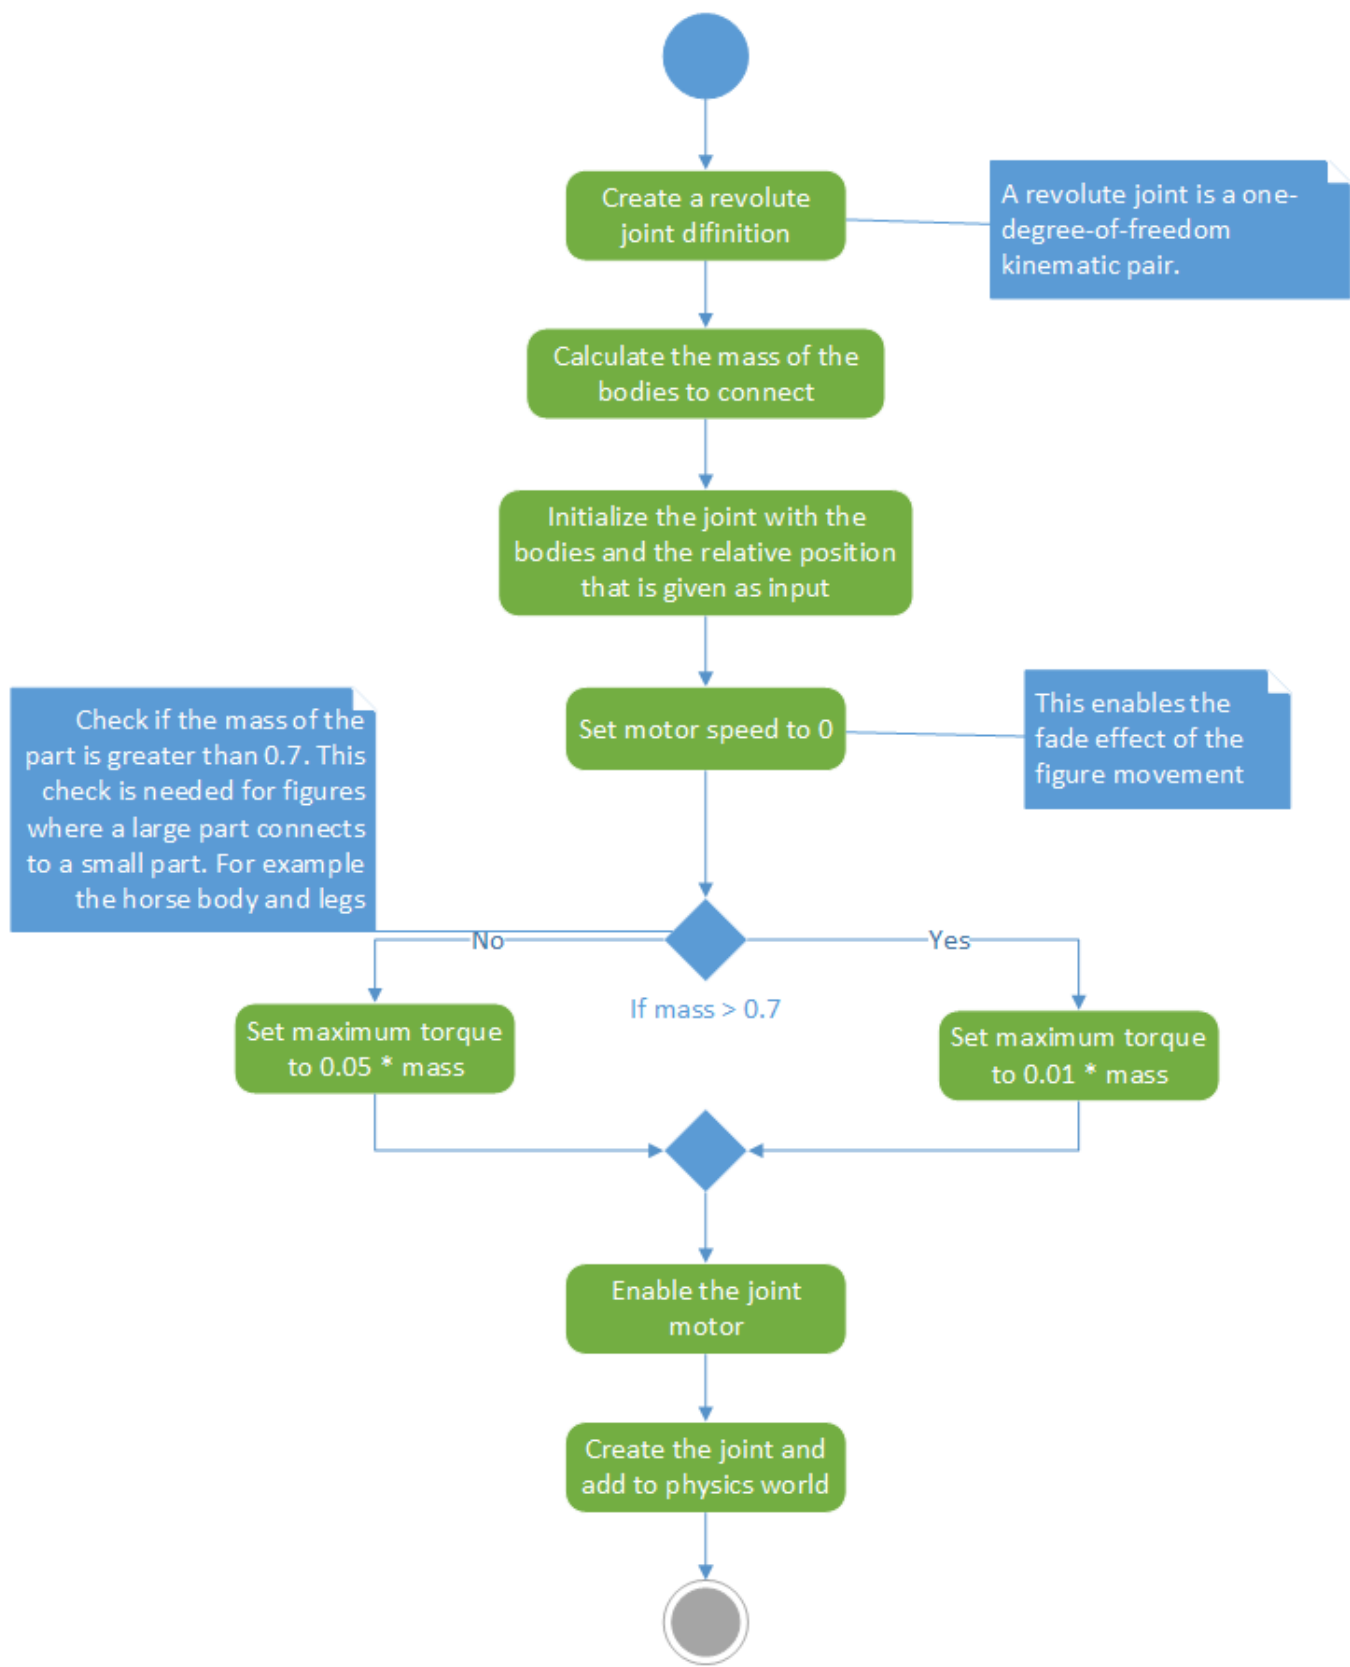 Create a revolute
joint difinition
A revolute joint is a one-
degree-of-freedom
kinematic pair.
Calculate the mass of the
bodies to connect
Initialize the joint with the
bodies and the relative position
that is given as input
Set motor speed to 0
This enables the
fade effect of the
figure movement
Check if the mass of the
part is greater than 0.7. This
check is needed for figures
where a large part connects
to a small part. For example
the horse body and legs
No
Yes
If mass > 0.7
Set maximum torque
to 0.05 * mass
Set maximum torque
to 0.01 * mass
Enable the joint
motor
Create the joint and
add to physics world